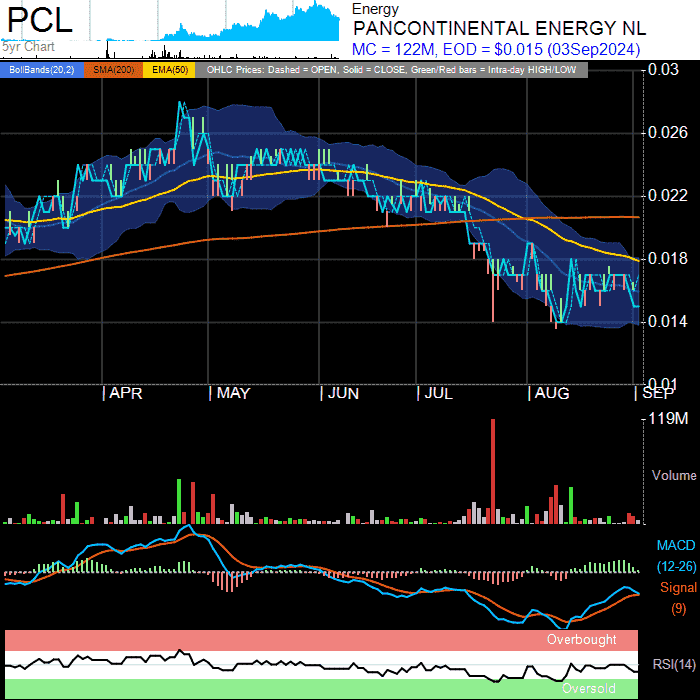 PCL
Energy
PANCONTINENTAL ENERGY NL
5yr Chart
MC = 122M, EOD = $0.015 (03Sep2024)
BollBands(20,2) SMA(200) EMA(50) OHLC Prices: Dashed = OPEN, Solid = CLOSE, Green/Red bars = Intra-day HIGH/LOW
0.03
0.026
0.022
0.018
0.014
0.01
APR MAY JUN JUL AUG SEP
119M
Volume
MACD
(12-26)
Signal
(9)
Overbought
RSI(14)
Oversold